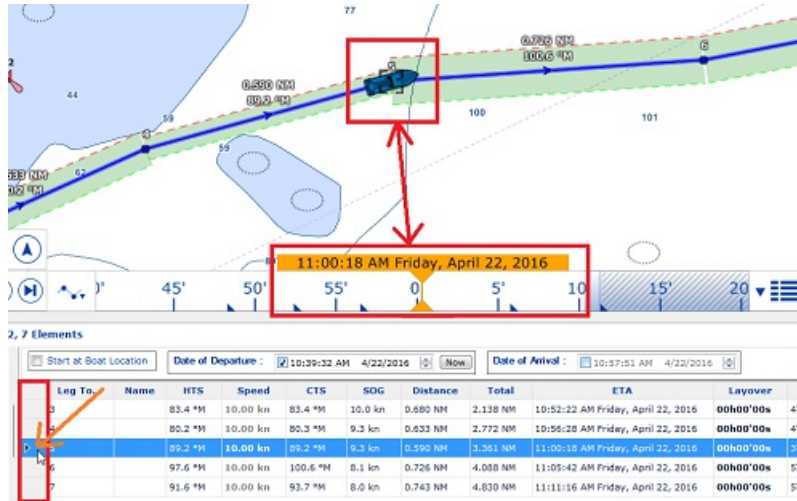 77
0.726 NM
100.6 °M
6
2
0.590 NM
89.2 °M
44
59
100
101
4
59
62
0.2 °M
11:00:18 AM Friday, April 22, 2016
45' 50' 55' 0' 5' 10' 15' 20
2, 7 Elements
Start at Boat Location Date of Departure : 10:39:32 AM 4/22/2016 Now Date of Arrival : 10:57:51 AM 4/22/2016
Leg To... Name HTS Speed CTS SOG Distance Total ETA Layover
3 83.4 °M 10.00 kn 83.4 °M 10.0 kn 0.680 NM 2.138 NM 10:52:22 AM Friday, April 22, 2016 00h00'00s
4 80.2 °M 10.00 kn 80.3 °M 9.3 kn 0.633 NM 2.772 NM 10:56:28 AM Friday, April 22, 2016 00h00'00s
5 89.2 °M 10.00 kn 89.2 °M 9.3 kn 0.590 NM 3.361 NM 11:00:18 AM Friday, April 22, 2016 00h00'00s
6 97.6 °M 10.00 kn 100.6 °M 8.1 kn 0.726 NM 4.088 NM 11:05:42 AM Friday, April 22, 2016 00h00'00s
7 91.6 °M 10.00 kn 93.7 °M 8.0 kn 0.743 NM 4.830 NM 11:11:16 AM Friday, April 22, 2016 00h00'00s